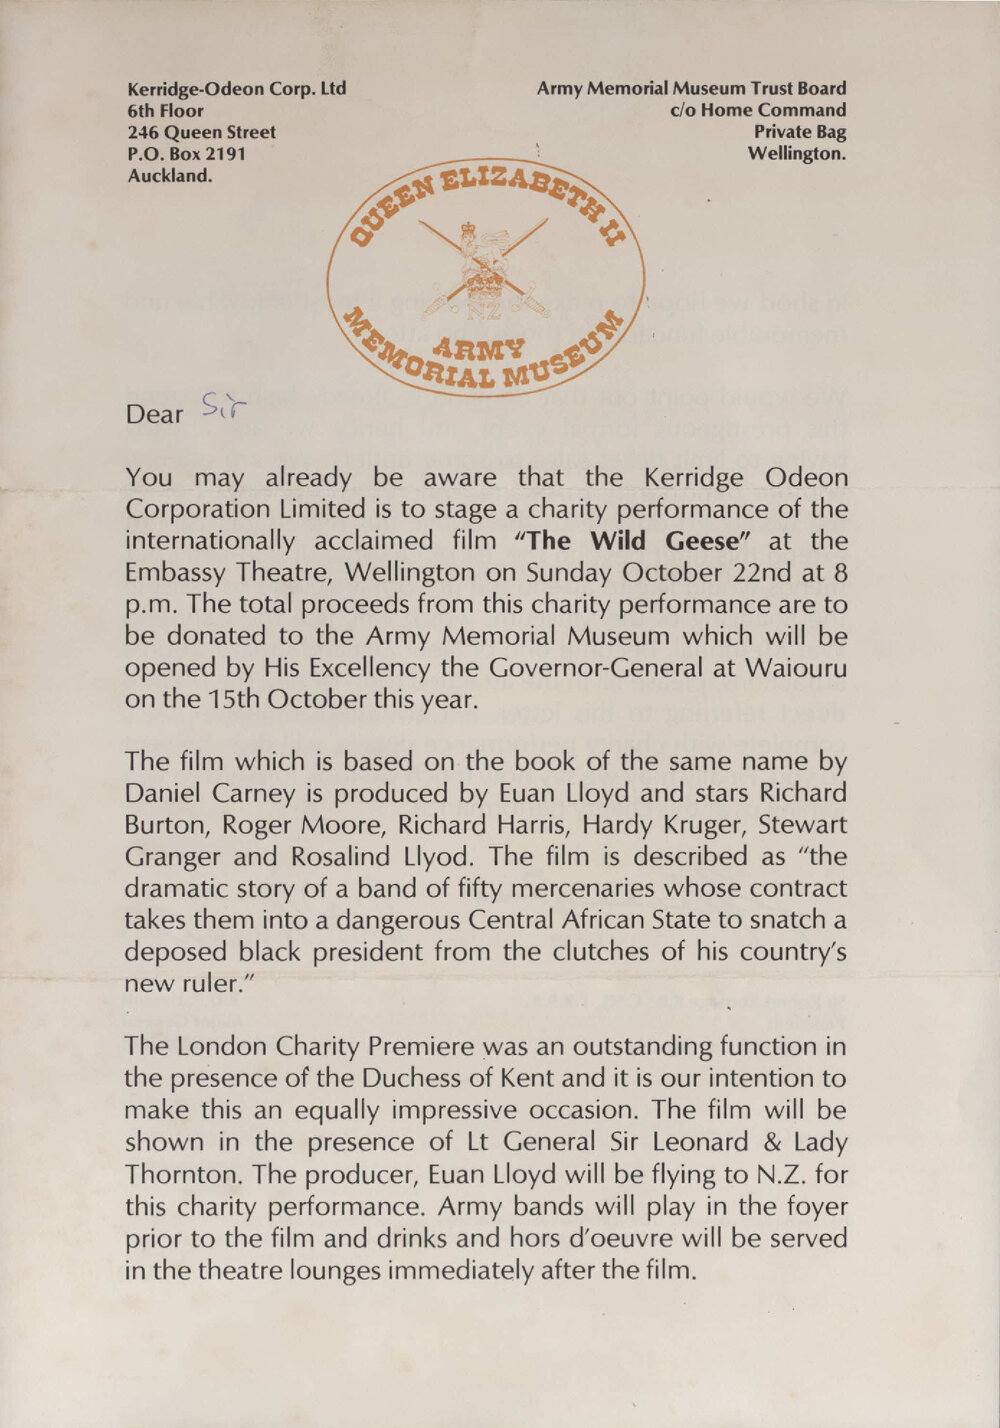 Kerridge-Odeon Corp. Ltd
6th Floor
246 Queen Street
P.O. Box 2191
Auckland.
Army Memorial Museum Trust Board
c/o Home Command
Private Bag
Wellington.
QUEEN ELIZABETH II
NZ
ARMY
MEMORIAL MUSEUM
Dear Sir
You may already be aware that the Kerridge Odeon
Corporation Limited is to stage a charity performance of the
internationally acclaimed film "The Wild Geese" at the
Embassy Theatre, Wellington on Sunday October 22nd at 8
p.m. The total proceeds from this charity performance are to
be donated to the Army Memorial Museum which will be
opened by His Excellency the Governor-General at Waiouru
on the 15th October this year.
The film which is based on the book of the same name by
Daniel Carney is produced by Euan Lloyd and stars Richard
Burton, Roger Moore, Richard Harris, Hardy Kruger, Stewart
Granger and Rosalind Llyod. The film is described as "the
dramatic story of a band of fifty mercenaries whose contract
takes them into a dangerous Central African State to snatch a
deposed black president from the clutches of his country's
new ruler."
The London Charity Premiere was an outstanding function in
the presence of the Duchess of Kent and it is our intention to
make this an equally impressive occasion. The film will be
shown in the presence of Lt General Sir Leonard & Lady
Thornton. The producer, Euan Lloyd will be flying to N.Z. for
this charity performance. Army bands will play in the foyer
prior to the film and drinks and hors d'oeuvre will be served
in the theatre lounges immediately after the film.